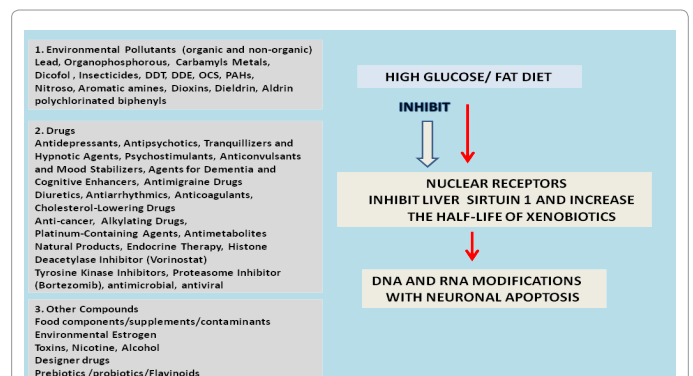 1. Environmental Pollutants (organic and non-organic)
Lead, Organophosphorous, Carbamyls Metals,
Dicofol , Insecticides, DDT, DDE, OCS, PAHs,
Nitroso, Aromatic amines, Dioxins, Dieldrin, Aldrin
polychlorinated biphenyls
2. Drugs
Antidepressants, Antipsychotics, Tranquillizers and
Hypnotic Agents, Psychostimulants, Anticonvulsants
and Mood Stabilizers, Agents for Dementia and
Cognitive Enhancers, Antimigraine Drugs
Diuretics, Antiarrhythmics, Anticoagulants,
Cholesterol-Lowering Drugs
Anti-cancer, Alkylating Drugs,
Platinum-Containing Agents, Antimetabolites
Natural Products, Endocrine Therapy, Histone
Deacetylase Inhibitor (Vorinostat)
Tyrosine Kinase Inhibitors, Proteasome Inhibitor
(Bortezomib), antimicrobial, antiviral
3. Other Compounds
Food components/supplements/contaminants
Environmental Estrogen
Toxins, Nicotine, Alcohol
Designer drugs
Prebiotics /probiotics/Flavinoids
HIGH GLUCOSE/ FAT DIET
INHIBIT
NUCLEAR RECEPTORS
INHIBIT LIVER SIRTUIN 1 AND INCREASE
THE HALF-LIFE OF XENOBIOTICS
DNA AND RNA MODIFICATIONS
WITH NEURONAL APOPTOSIS